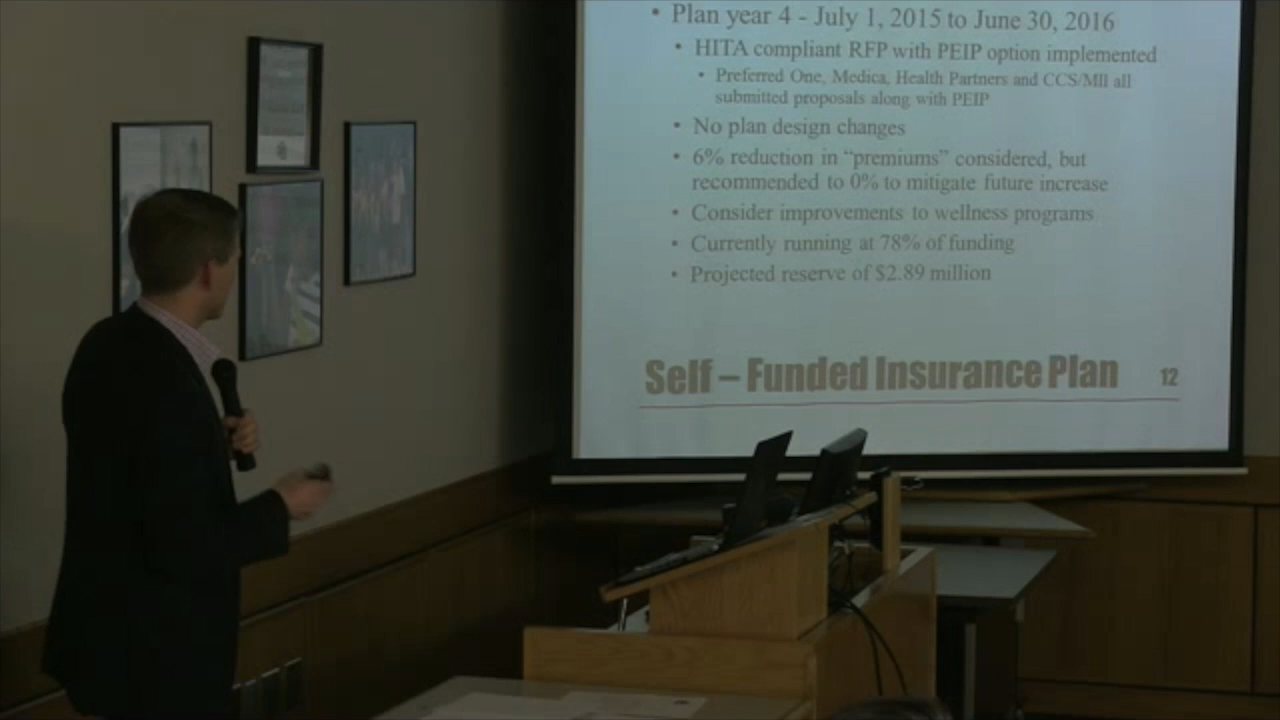 • Plan year 4 - July 1, 2015 to June 30, 2016
• HITA compliant RFP with PEIP option implemented
• Preferred One, Medica, Health Partners and CCS/MII all
submitted proposals along with PEIP
• No plan design changes
• 6% reduction in “premiums” considered, but
recommended to 0% to mitigate future increase
• Consider improvements to wellness programs
• Currently running at 78% of funding
• Projected reserve of $2.89 million
Self – Funded Insurance Plan 12